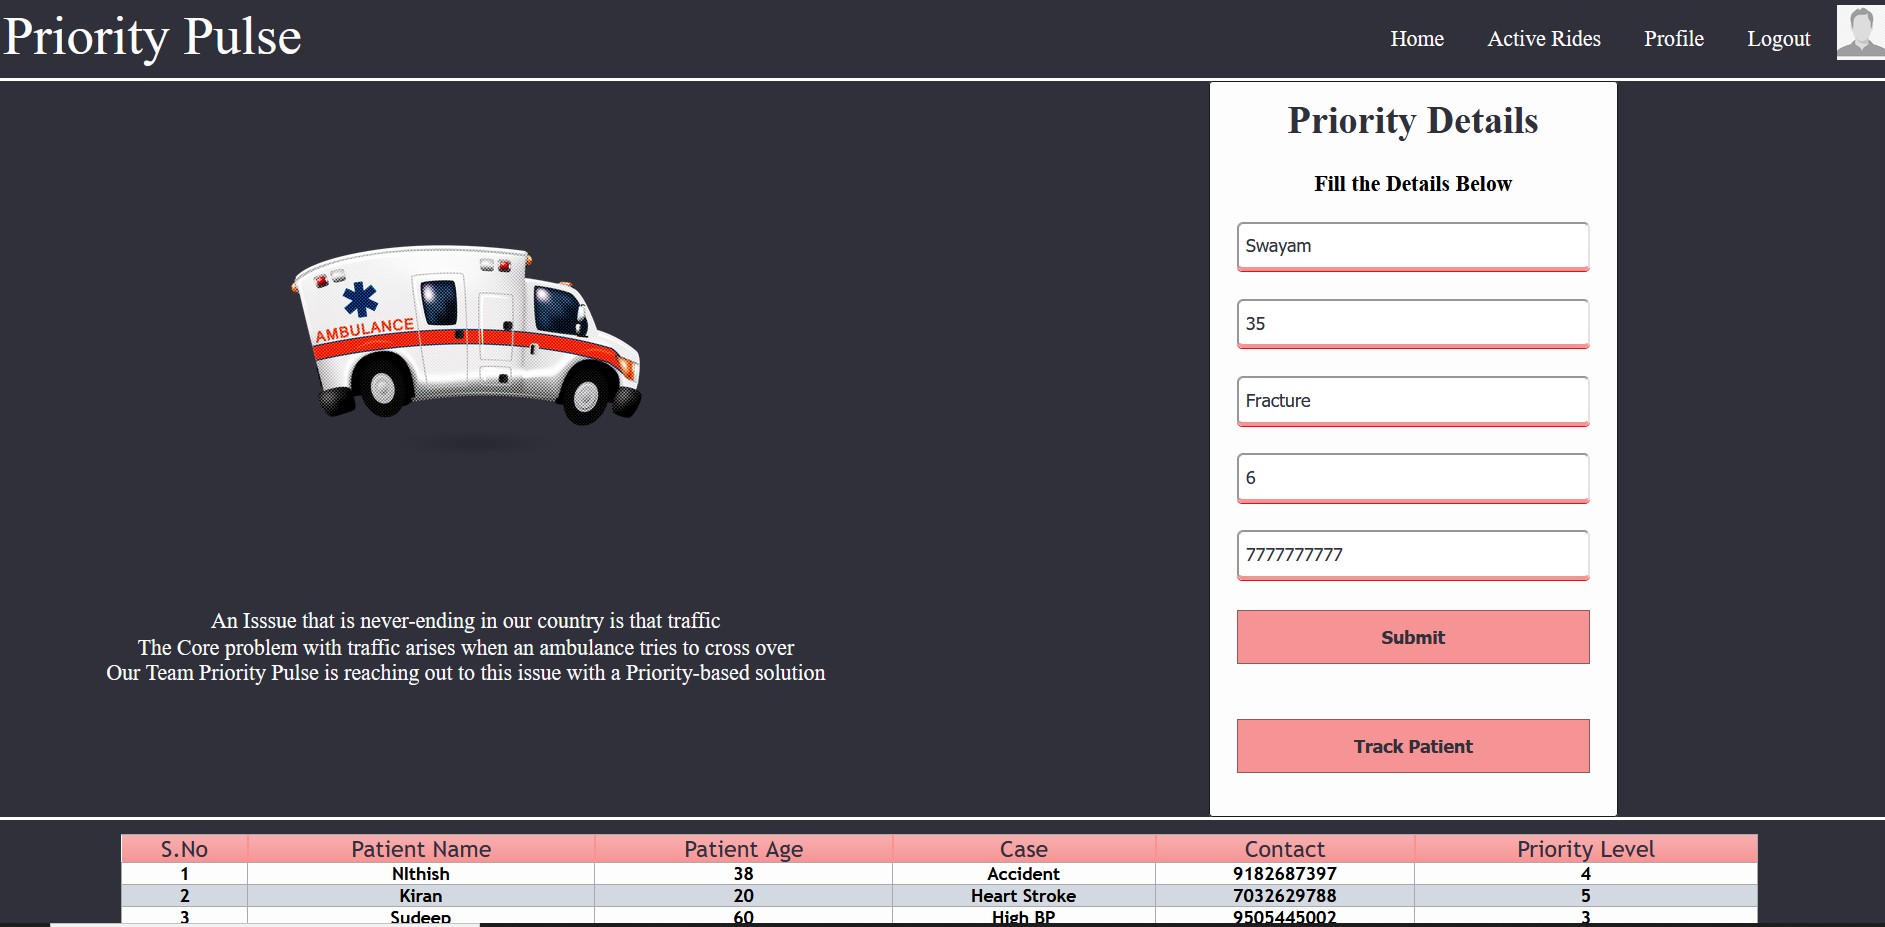 Priority Pulse
Home Active Rides Profile Logout
AMBULANCE
An Isssue that is never-ending in our country is that traffic
The Core problem with traffic arises when an ambulance tries to cross over
Our Team Priority Pulse is reaching out to this issue with a Priority-based solution
Priority Details
Fill the Details Below
Swayam
35
Fracture
6
7777777777
Submit
Track Patient
S.No Patient Name Patient Age Case Contact Priority Level
1 NIthish 38 Accident 9182687397 4
2 Kiran 20 Heart Stroke 7032629788 5
3 Sudeep 60 High BP 9505445002 3